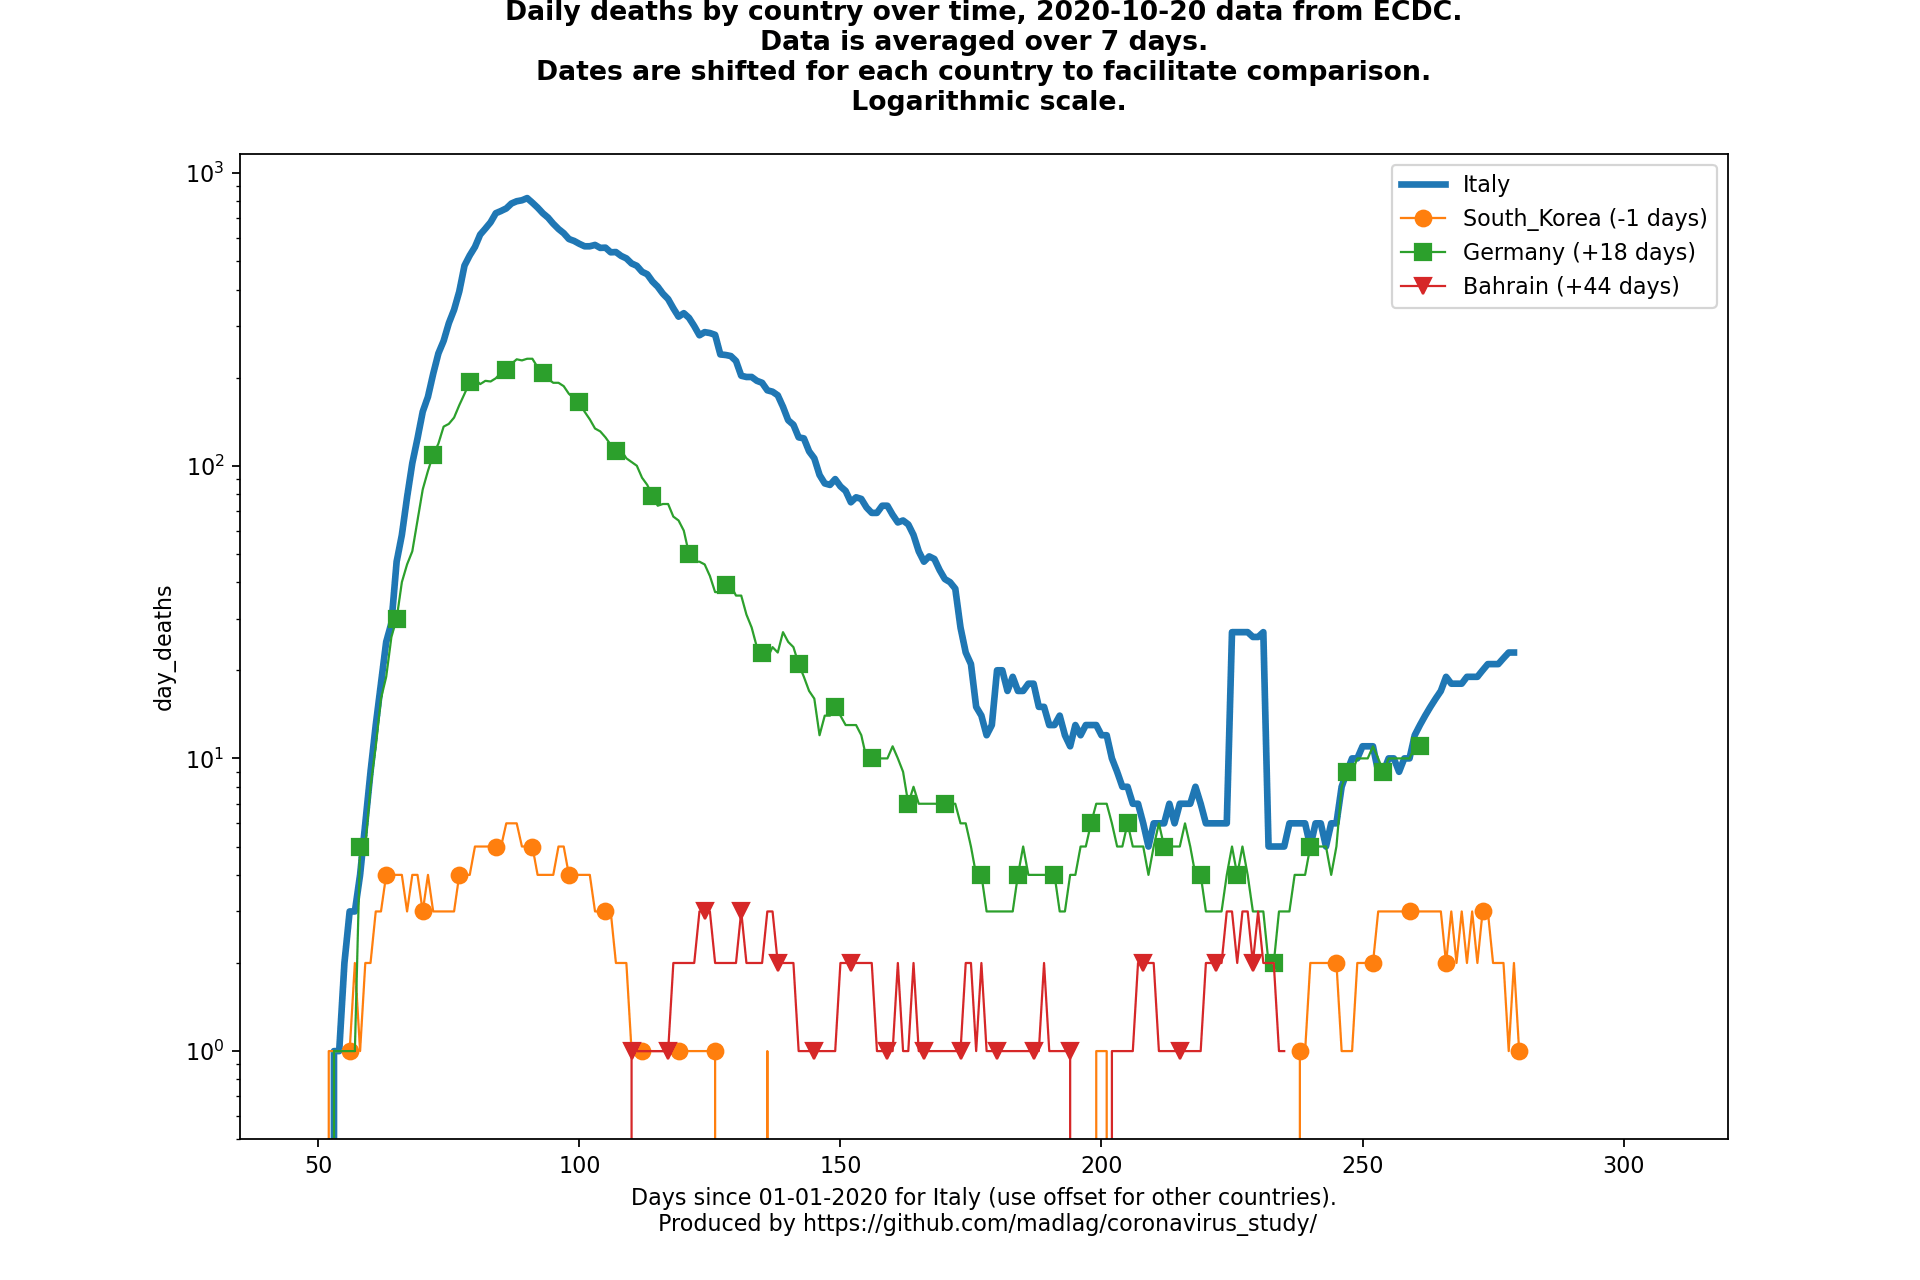 Daily deaths by country over time, 2020-10-20 data from ECDC.
Data is averaged over 7 days.
Dates are shifted for each country to facilitate comparison.
Logarithmic scale.
10³
10²
10¹
10⁰
day_deaths
Italy
South_Korea (-1 days)
Germany (+18 days)
Bahrain (+44 days)
50 100 150 200 250 300
Days since 01-01-2020 for Italy (use offset for other countries).
Produced by https://github.com/madlag/coronavirus_study/